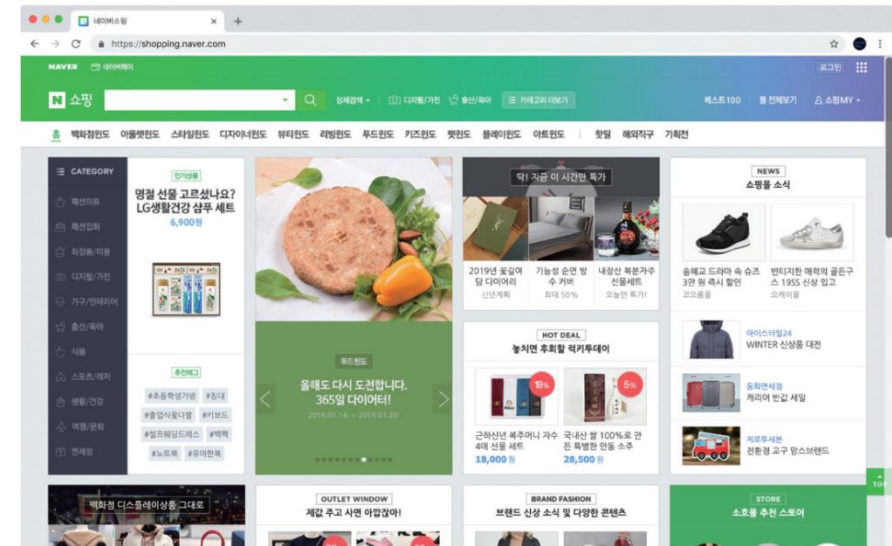 네이버쇼핑
https://shopping.naver.com
NAVER 네이버페이
로그인
N 쇼핑
상세검색 디지털/가전 출산/육아 카테고리 더보기
베스트100 몰 전체보기 쇼핑MY
홈 백화점윈도 아울렛윈도 스타일윈도 디자이너윈도 뷰티윈도 리빙윈도 푸드윈도 키즈윈도 펫윈도 플레이윈도 아트윈도 핫딜 해외직구 기획전
CATEGORY
패션의류
패션잡화
화장품/미용
디지털/가전
가구/인테리어
출산/육아
식품
스포츠/레저
생활/건강
여행/문화
면세점
인기상품
명절 선물 고르셨나요?
LG생활건강 샴푸 세트
6,900원
추천태그
#초등학생가방 #침대
#졸업식꽃다발 #키보드
#셀프웨딩드레스 #백팩
#노트북 #유아한복
푸드윈도
올해도 다시 도전합니다.
365일 다이어터!
2019.01.14. ~ 2019.01.20.
딱! 지금 이 시간만 특가
2019년 꽃길여
담 다이어리
신년계획
기능성 순면 방
수 커버
최대 50%
내장산 복분자주
선물세트
오늘만 특가!
HOT DEAL
놓치면 후회할 럭키투데이
19%
5%
근하신년 복주머니 자수
4매 선물 세트
18,000원
국내산 쌀 100%로 만
든 특별한 안동 소주
28,500원
NEWS
쇼핑몰 소식
송혜교 드라마 속 슈즈
3만 원 즉시 할인
코오롱몰
빈티지한 매력의 골든구
스 19SS 신상 입고
오케이몰
아이스타일24
WINTER 신상품 대전
동화면세점
캐리어 반값 세일
처로투세븐
친환경 교구 맘스브랜드
TOP
백화점 디스플레이상품 그대로
OUTLET WINDOW
제값 주고 사면 아깝잖아!
BRAND FASHION
브랜드 신상 소식 및 다양한 콘텐츠
STORE
소호몰 추천 스토어